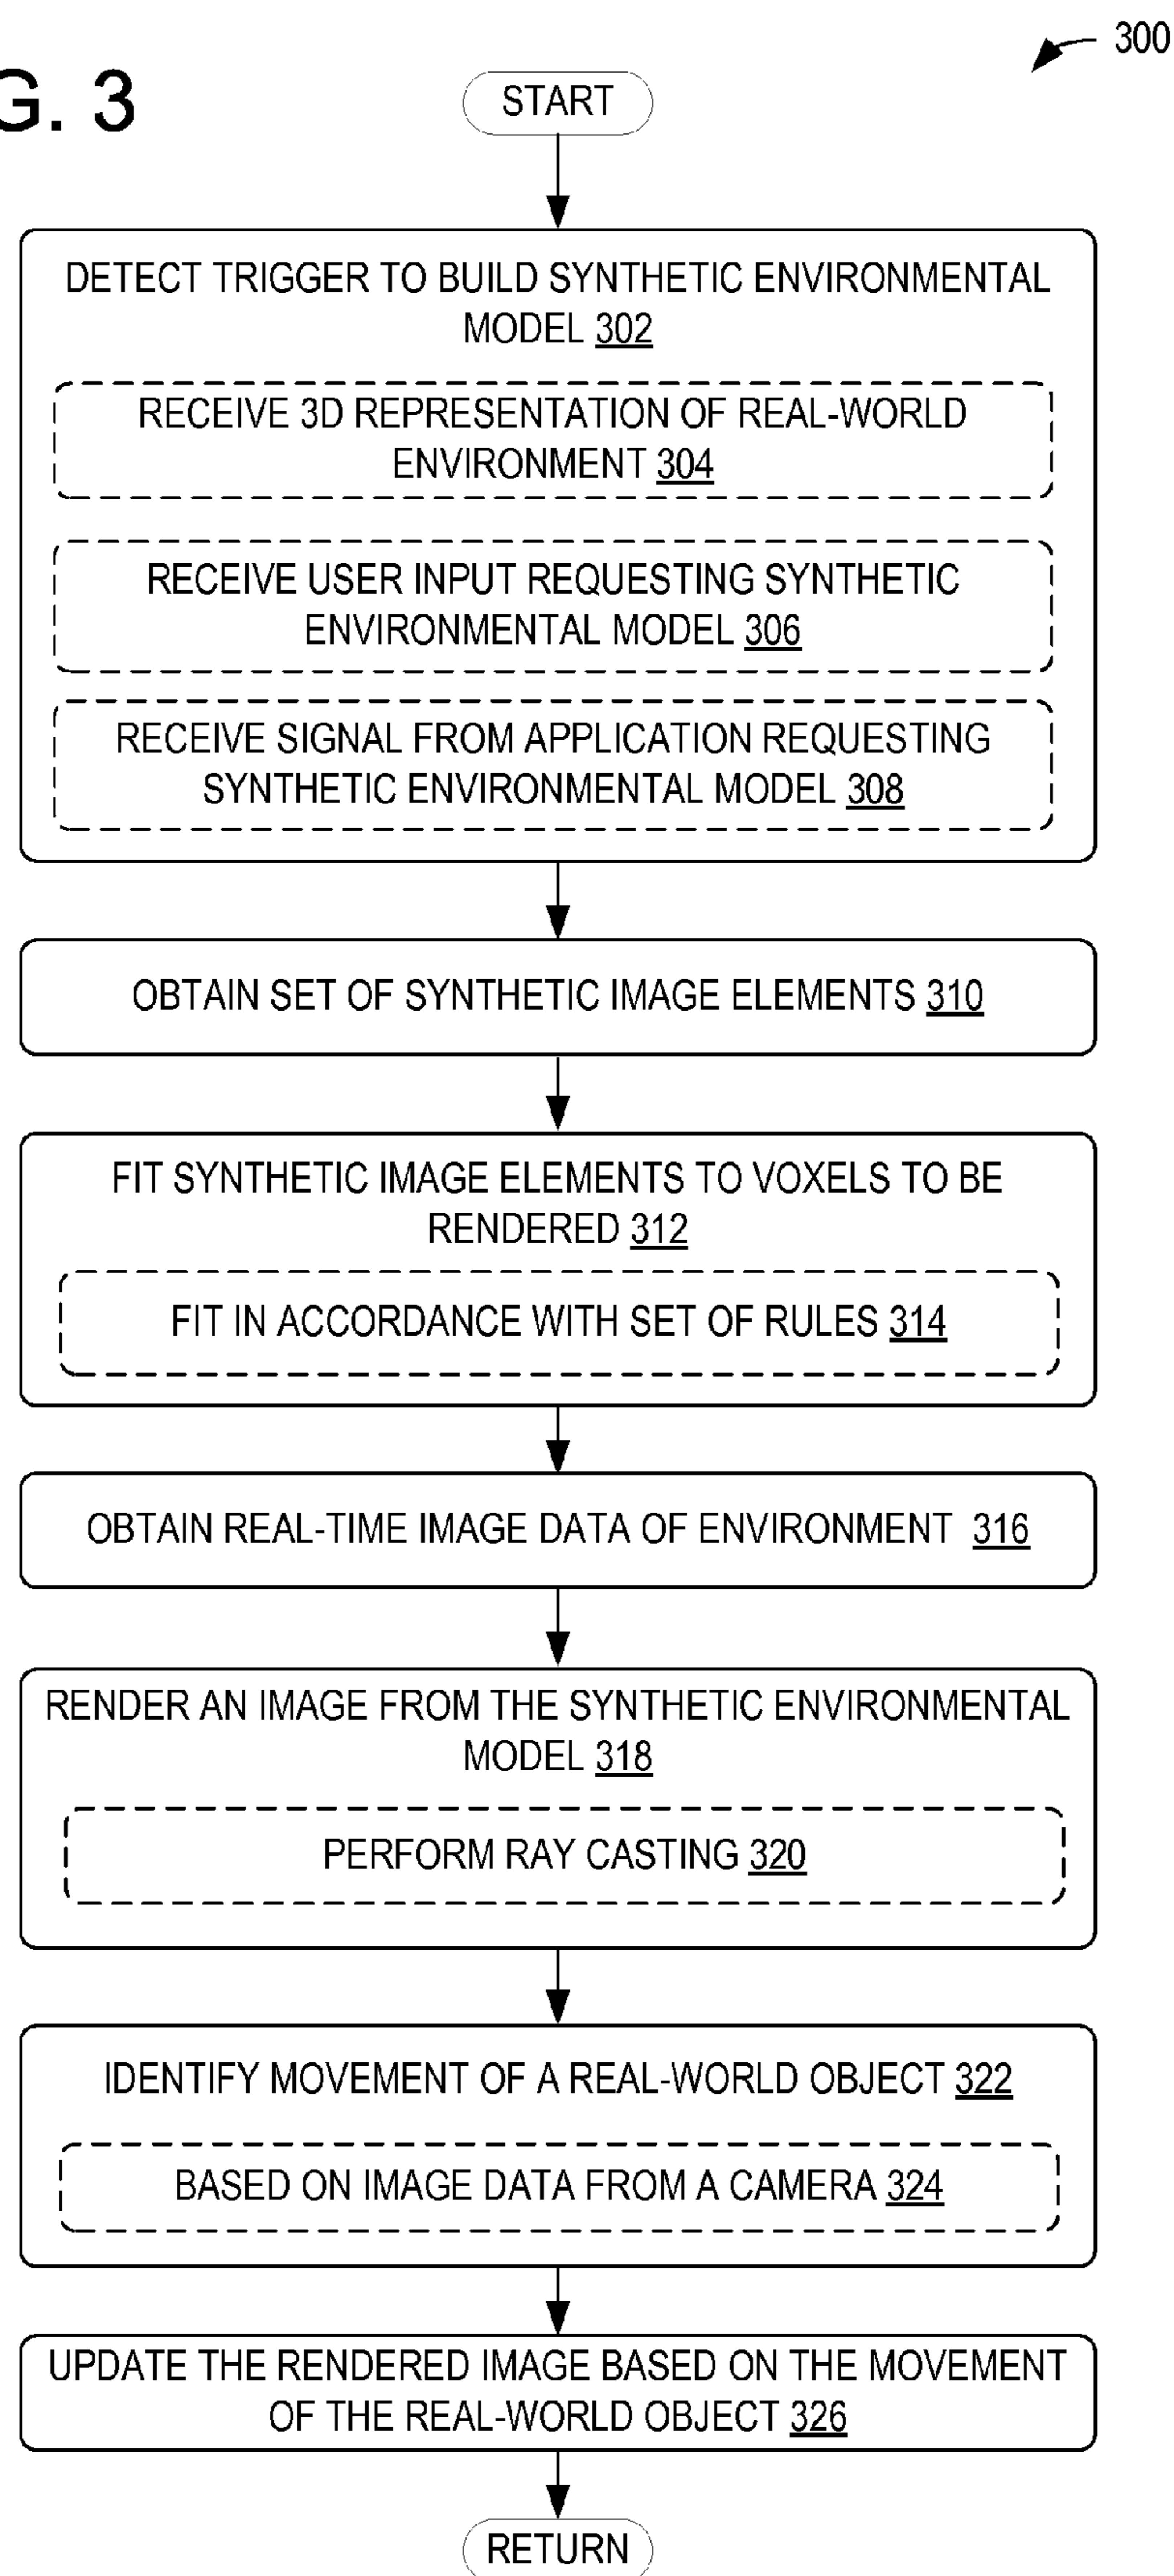 300
G. 3
START
DETECT TRIGGER TO BUILD SYNTHETIC ENVIRONMENTAL
MODEL 302
RECEIVE 3D REPRESENTATION OF REAL-WORLD
ENVIRONMENT 304
RECEIVE USER INPUT REQUESTING SYNTHETIC
ENVIRONMENTAL MODEL 306
RECEIVE SIGNAL FROM APPLICATION REQUESTING
SYNTHETIC ENVIRONMENTAL MODEL 308
OBTAIN SET OF SYNTHETIC IMAGE ELEMENTS 310
FIT SYNTHETIC IMAGE ELEMENTS TO VOXELS TO BE
RENDERED 312
FIT IN ACCORDANCE WITH SET OF RULES 314
OBTAIN REAL-TIME IMAGE DATA OF ENVIRONMENT 316
RENDER AN IMAGE FROM THE SYNTHETIC ENVIRONMENTAL
MODEL 318
PERFORM RAY CASTING 320
IDENTIFY MOVEMENT OF A REAL-WORLD OBJECT 322
BASED ON IMAGE DATA FROM A CAMERA 324
UPDATE THE RENDERED IMAGE BASED ON THE MOVEMENT
OF THE REAL-WORLD OBJECT 326
RETURN